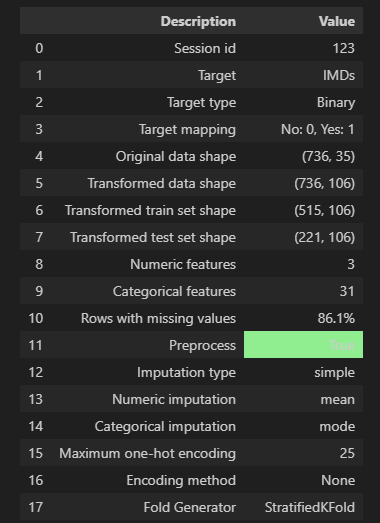 Description Value
0 Session id 123
1 Target IMDs
2 Target type Binary
3 Target mapping No: 0, Yes: 1
4 Original data shape (736, 35)
5 Transformed data shape (736, 106)
6 Transformed train set shape (515, 106)
7 Transformed test set shape (221, 106)
8 Numeric features 3
9 Categorical features 31
10 Rows with missing values 86.1%
11 Preprocess True
12 Imputation type simple
13 Numeric imputation mean
14 Categorical imputation mode
15 Maximum one-hot encoding 25
16 Encoding method None
17 Fold Generator StratifiedKFold